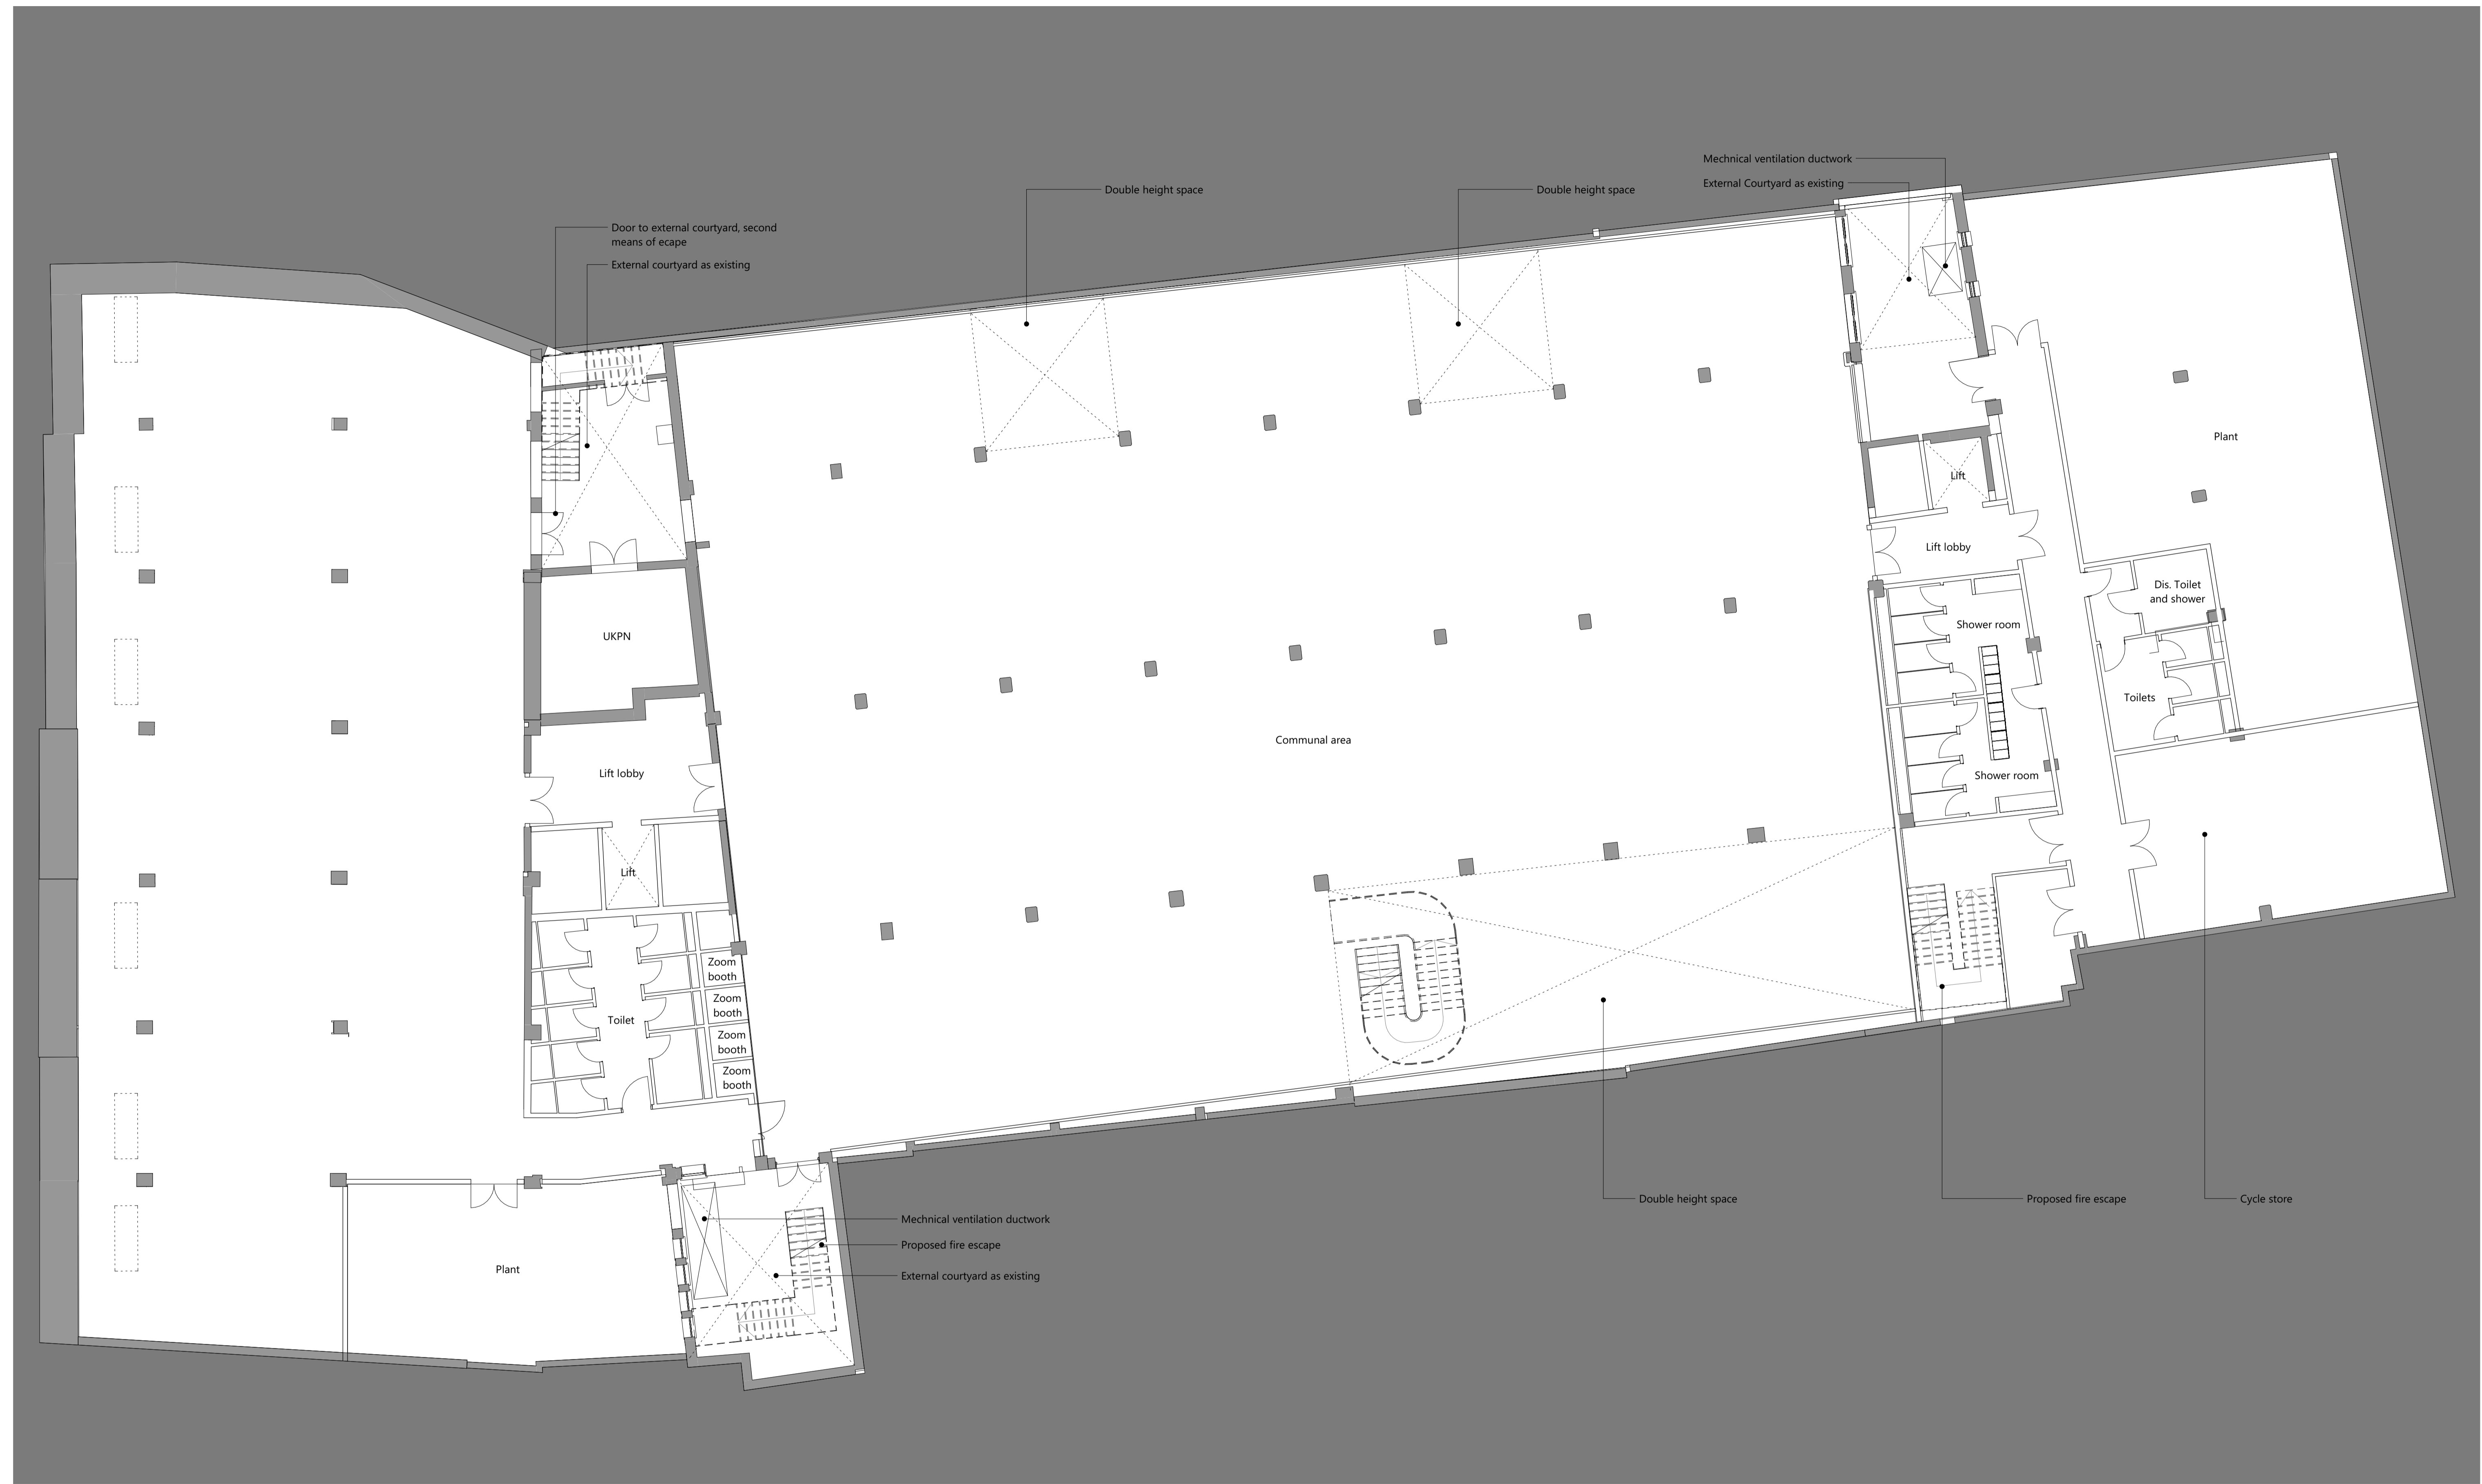 Mechnical ventilation ductwork
External Courtyard as existing
Double height space
Double height space
Door to external courtyard, second
means of ecape
External courtyard as existing
Plant
Lift
Lift lobby
Dis. Toilet
and shower
Shower room
UKPN
Toilets
Communal area
Lift lobby
Shower room
Lift
Zoom
booth
Zoom
booth
Toilet
Zoom
booth
Zoom
booth
Double height space
Proposed fire escape
Cycle store
Mechnical ventilation ductwork
Proposed fire escape
Plant
External courtyard as existing